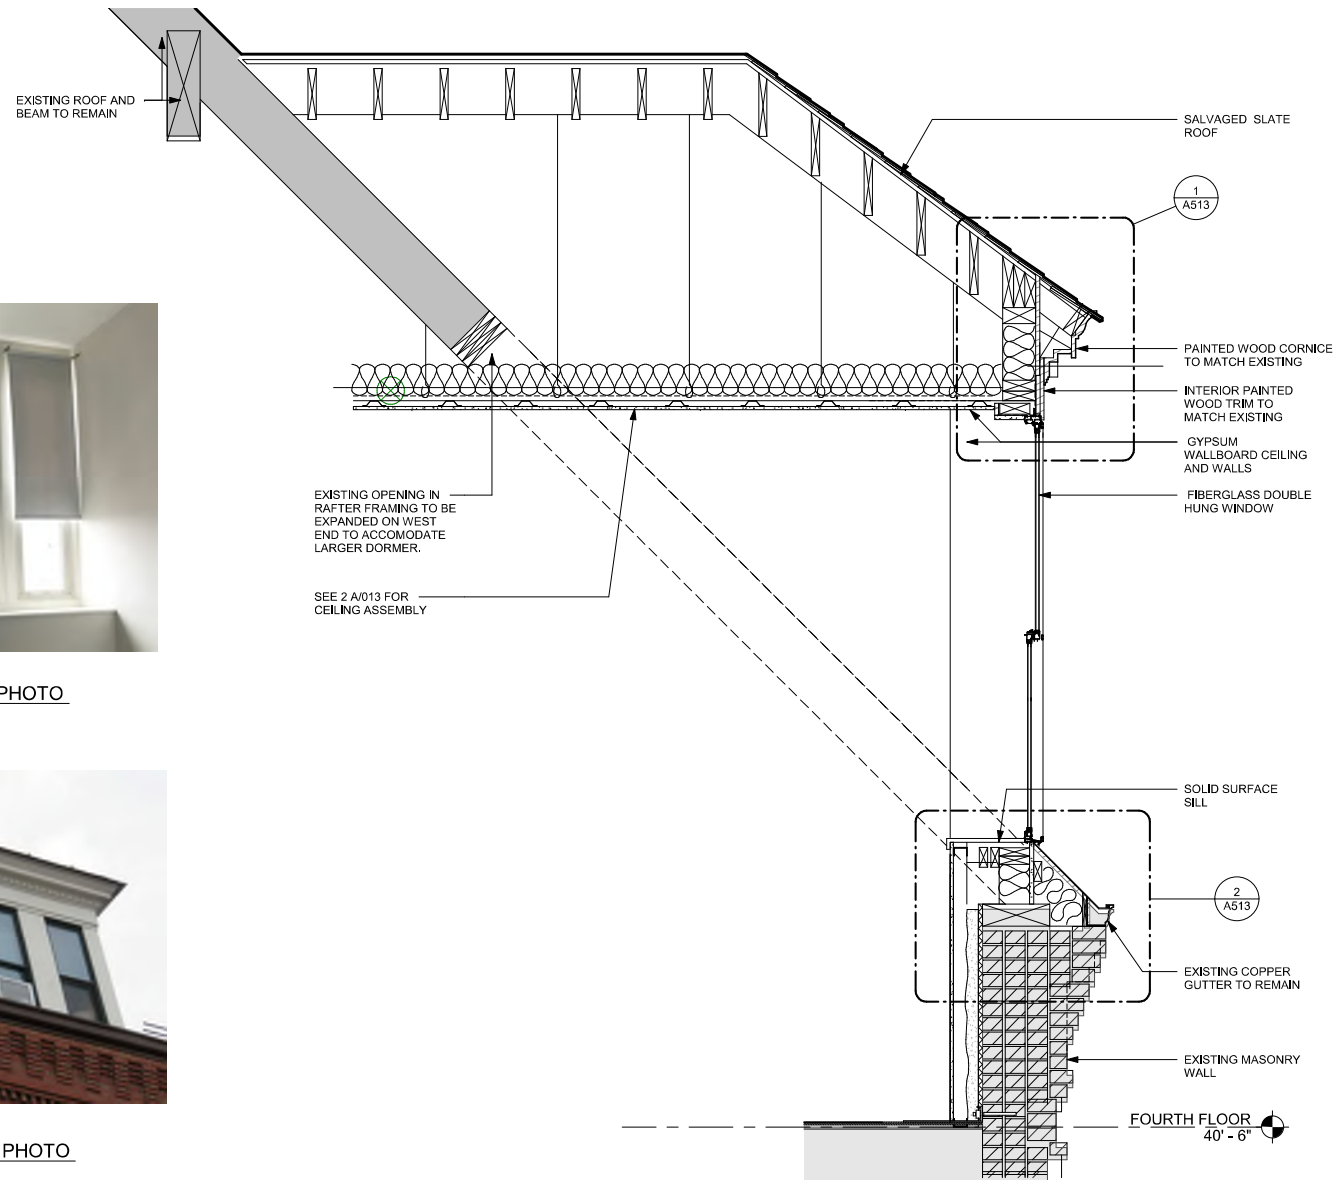 EXISTING ROOF AND
BEAM TO REMAIN
SALVAGED SLATE
ROOF
1
A513
PAINTED WOOD CORNICE
TO MATCH EXISTING
INTERIOR PAINTED
WOOD TRIM TO
MATCH EXISTING
GYPSUM
WALLBOARD CEILING
AND WALLS
FIBERGLASS DOUBLE
HUNG WINDOW
EXISTING OPENING IN
RAFTER FRAMING TO BE
EXPANDED ON WEST
END TO ACCOMODATE
LARGER DORMER.
SEE 2 A/013 FOR
CEILING ASSEMBLY
PHOTO
SOLID SURFACE
SILL
2
A513
EXISTING COPPER
GUTTER TO REMAIN
EXISTING MASONRY
WALL
FOURTH FLOOR
40' - 6"
PHOTO